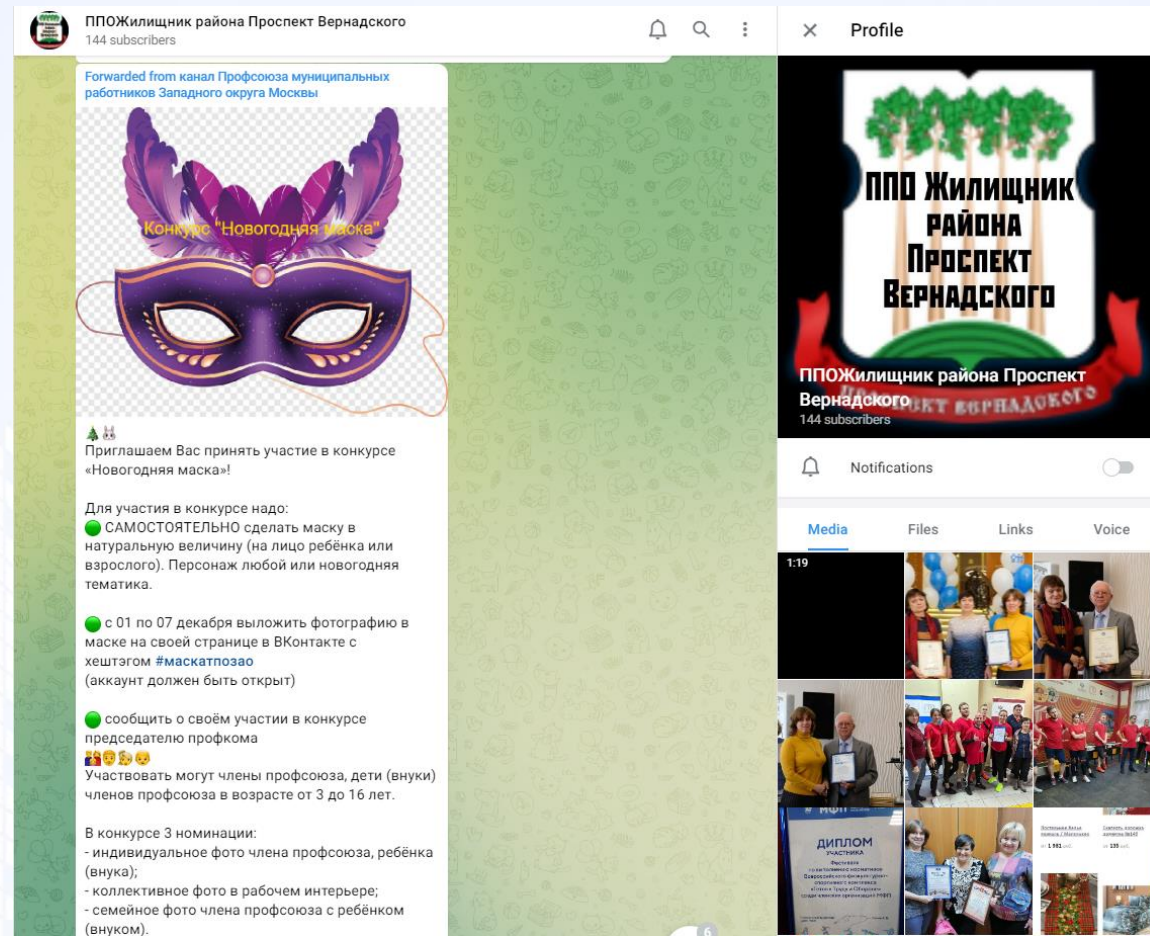 ППОЖилищник района Проспект Вернадского
144 subscribers
Forwarded from канал Профсоюза муниципальных
работников Западного округа Москвы
Конкурс "Новогодняя маска"
Приглашаем Вас принять участие в конкурсе
«Новогодняя маска»!
Для участия в конкурсе надо:
САМОСТОЯТЕЛЬНО сделать маску в
натуральную величину (на лицо ребёнка или
взрослого). Персонаж любой или новогодняя
тематика.
с 01 по 07 декабря выложить фотографию в
маске на своей странице в ВКонтакте с
хештэгом #маскатпозао
(аккаунт должен быть открыт)
сообщить о своём участии в конкурсе
председателю профкома
Участвовать могут члены профсоюза, дети (внуки)
членов профсоюза в возрасте от 3 до 16 лет.
В конкурсе 3 номинации:
- индивидуальное фото члена профсоюза, ребёнка
(внука);
- коллективное фото в рабочем интерьере;
- семейное фото члена профсоюза с ребёнком
(внуком).
6
Profile
ППО Жилищник
района
Проспект
Вернадского
ППОЖилищник района Проспект
Вернадского
144 subscribers
Notifications
Media Files Links Voice
1:19
МФП
ДИПЛОМ
УЧАСТНИКА